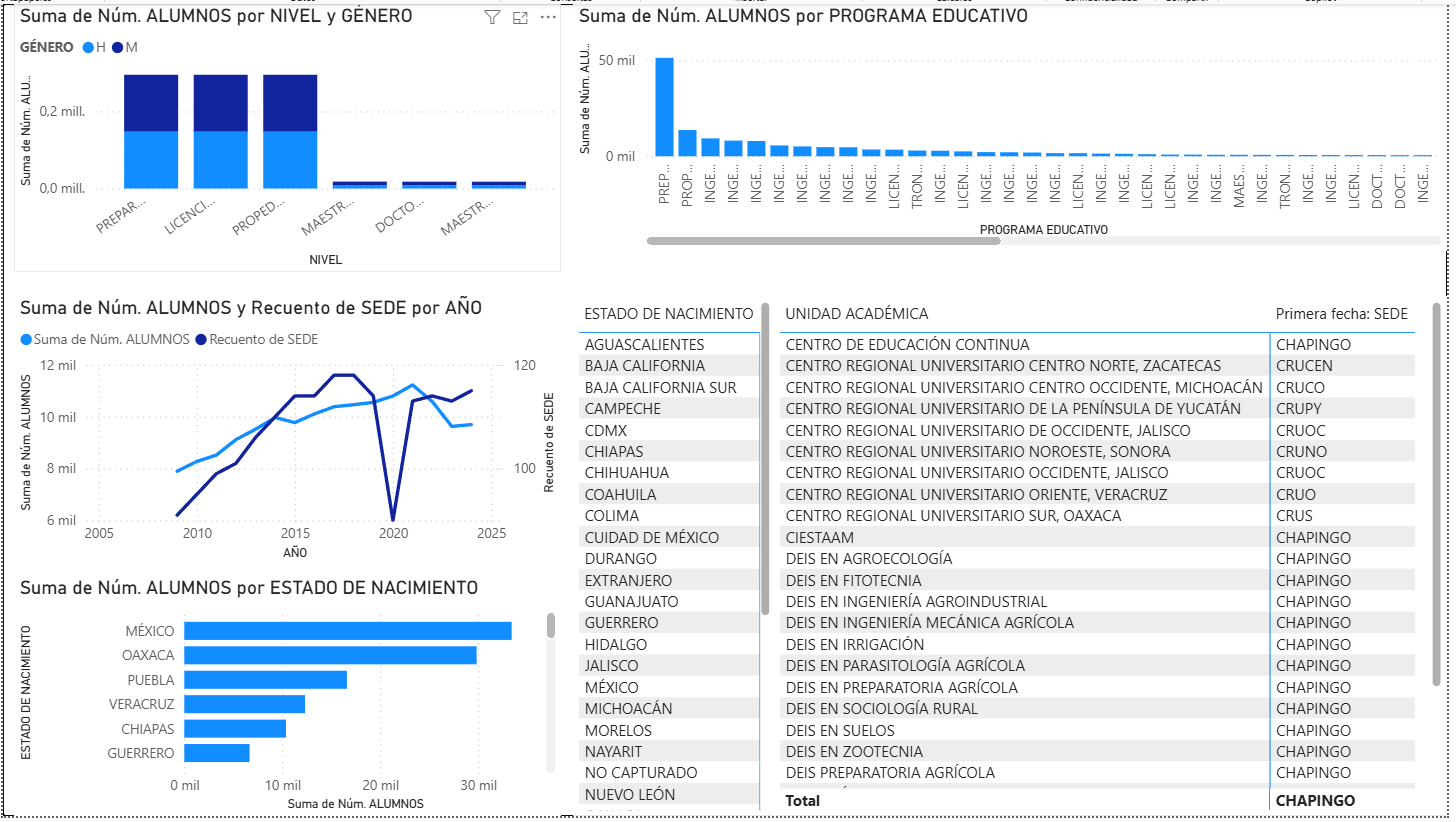 Suma de Núm. ALUMNOS por NIVEL y GÉNERO
GÉNERO H M
Suma de Núm. ALU...
0,2 mill.
0,0 mill.
PREPAR...
LICENCI...
PROPED...
MAESTR...
DOCTO...
MAESTR...
NIVEL
Suma de Núm. ALUMNOS por PROGRAMA EDUCATIVO
Suma de Núm. ALU...
50 mil
0 mil
PREP...
PROP...
INGE...
INGE...
INGE...
INGE...
INGE...
INGE...
INGE...
INGE...
LICEN...
TRON...
INGE...
LICEN...
INGE...
INGE...
INGE...
INGE...
LICEN...
INGE...
INGE...
LICEN...
LICEN...
INGE...
INGE...
MAES...
INGE...
TRON...
INGE...
INGE...
LICEN...
DOCT...
DOCT...
INGE...
PROGRAMA EDUCATIVO
Suma de Núm. ALUMNOS y Recuento de SEDE por AÑO
Suma de Núm. ALUMNOS Recuento de SEDE
Suma de Núm. ALUMNOS
12 mil
10 mil
8 mil
6 mil
120
100
Recuento de SEDE
2005 2010 2015 2020 2025
AÑO
Suma de Núm. ALUMNOS por ESTADO DE NACIMIENTO
ESTADO DE NACIMIENTO
MÉXICO
OAXACA
PUEBLA
VERACRUZ
CHIAPAS
GUERRERO
0 mil 10 mil 20 mil 30 mil
Suma de Núm. ALUMNOS
ESTADO DE NACIMIENTO
AGUASCALIENTES
BAJA CALIFORNIA
BAJA CALIFORNIA SUR
CAMPECHE
CDMX
CHIAPAS
CHIHUAHUA
COAHUILA
COLIMA
CUIDAD DE MÉXICO
DURANGO
EXTRANJERO
GUANAJUATO
GUERRERO
HIDALGO
JALISCO
MÉXICO
MICHOACÁN
MORELOS
NAYARIT
NO CAPTURADO
NUEVO LEÓN
UNIDAD ACADÉMICA Primera fecha: SEDE
CENTRO DE EDUCACIÓN CONTINUA CHAPINGO
CENTRO REGIONAL UNIVERSITARIO CENTRO NORTE, ZACATECAS CRUCEN
CENTRO REGIONAL UNIVERSITARIO CENTRO OCCIDENTE, MICHOACÁN CRUCO
CENTRO REGIONAL UNIVERSITARIO DE LA PENÍNSULA DE YUCATÁN CRUPY
CENTRO REGIONAL UNIVERSITARIO DE OCCIDENTE, JALISCO CRUOC
CENTRO REGIONAL UNIVERSITARIO NOROESTE, SONORA CRUNO
CENTRO REGIONAL UNIVERSITARIO OCCIDENTE, JALISCO CRUOC
CENTRO REGIONAL UNIVERSITARIO ORIENTE, VERACRUZ CRUO
CENTRO REGIONAL UNIVERSITARIO SUR, OAXACA CRUS
CIESTAAM CHAPINGO
DEIS EN AGROECOLOGÍA CHAPINGO
DEIS EN FITOTECNIA CHAPINGO
DEIS EN INGENIERÍA AGROINDUSTRIAL CHAPINGO
DEIS EN INGENIERÍA MECÁNICA AGRÍCOLA CHAPINGO
DEIS EN IRRIGACIÓN CHAPINGO
DEIS EN PARASITOLOGÍA AGRÍCOLA CHAPINGO
DEIS EN PREPARATORIA AGRÍCOLA CHAPINGO
DEIS EN SOCIOLOGÍA RURAL CHAPINGO
DEIS EN SUELOS CHAPINGO
DEIS EN ZOOTECNIA CHAPINGO
DEIS PREPARATORIA AGRÍCOLA CHAPINGO
Total CHAPINGO